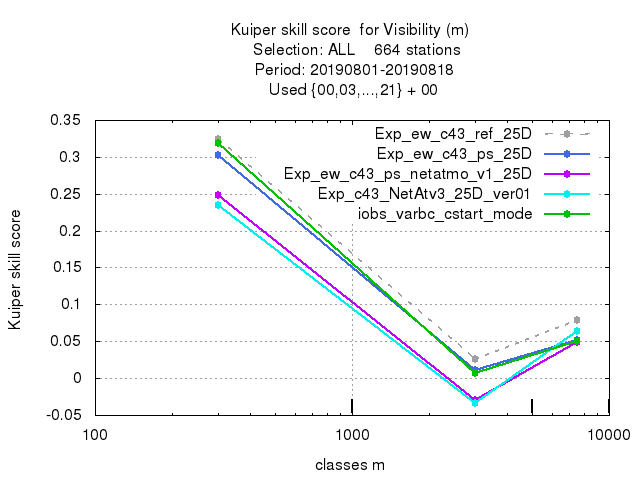 Kuiper skill score  for Visibility (m)
Selection: ALL    664 stations
Period: 20190801-20190818
Used {00,03,...,21} + 00
0.35
0.3
0.25
0.2
0.15
0.1
0.05
0
-0.05
Kuiper skill score
Exp_ew_c43_ref_25D
Exp_ew_c43_ps_25D
Exp_ew_c43_ps_netatmo_v1_25D
Exp_c43_NetAtv3_25D_ver01
iobs_varbc_cstart_mode
100
1000
10000
classes m